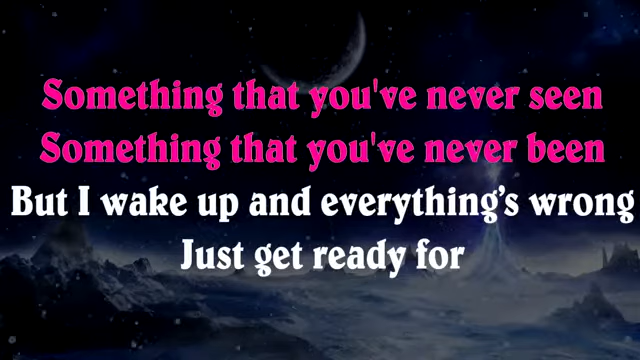 Something that you've never seen
Something that you've never been
But I wake up and everything’s wrong
Just get ready for